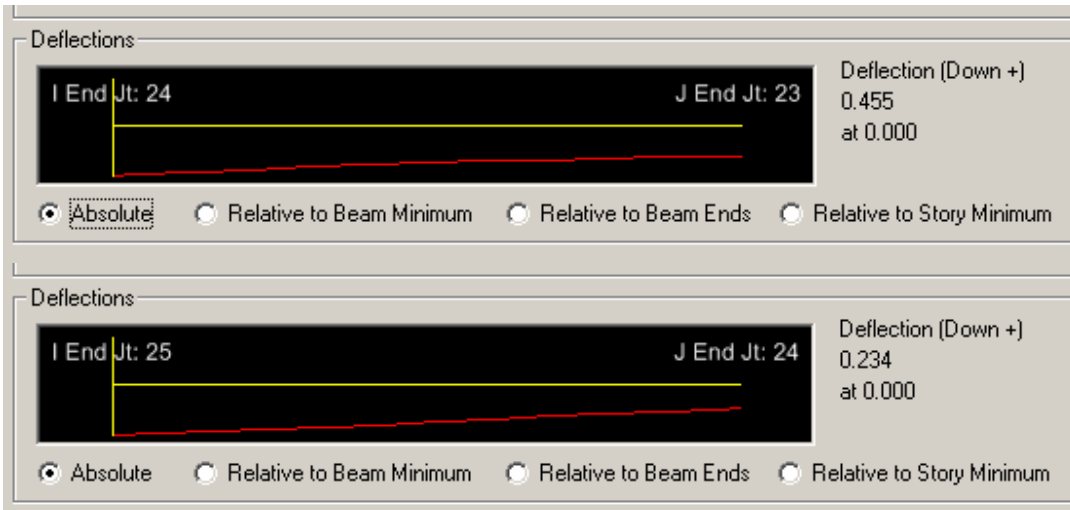 Deflections
I End Jt: 24 J End Jt: 23
Deflection (Down +)
0.455
at 0.000
Absolute Relative to Beam Minimum Relative to Beam Ends Relative to Story Minimum
Deflections
I End Jt: 25 J End Jt: 24
Deflection (Down +)
0.234
at 0.000
Absolute Relative to Beam Minimum Relative to Beam Ends Relative to Story Minimum